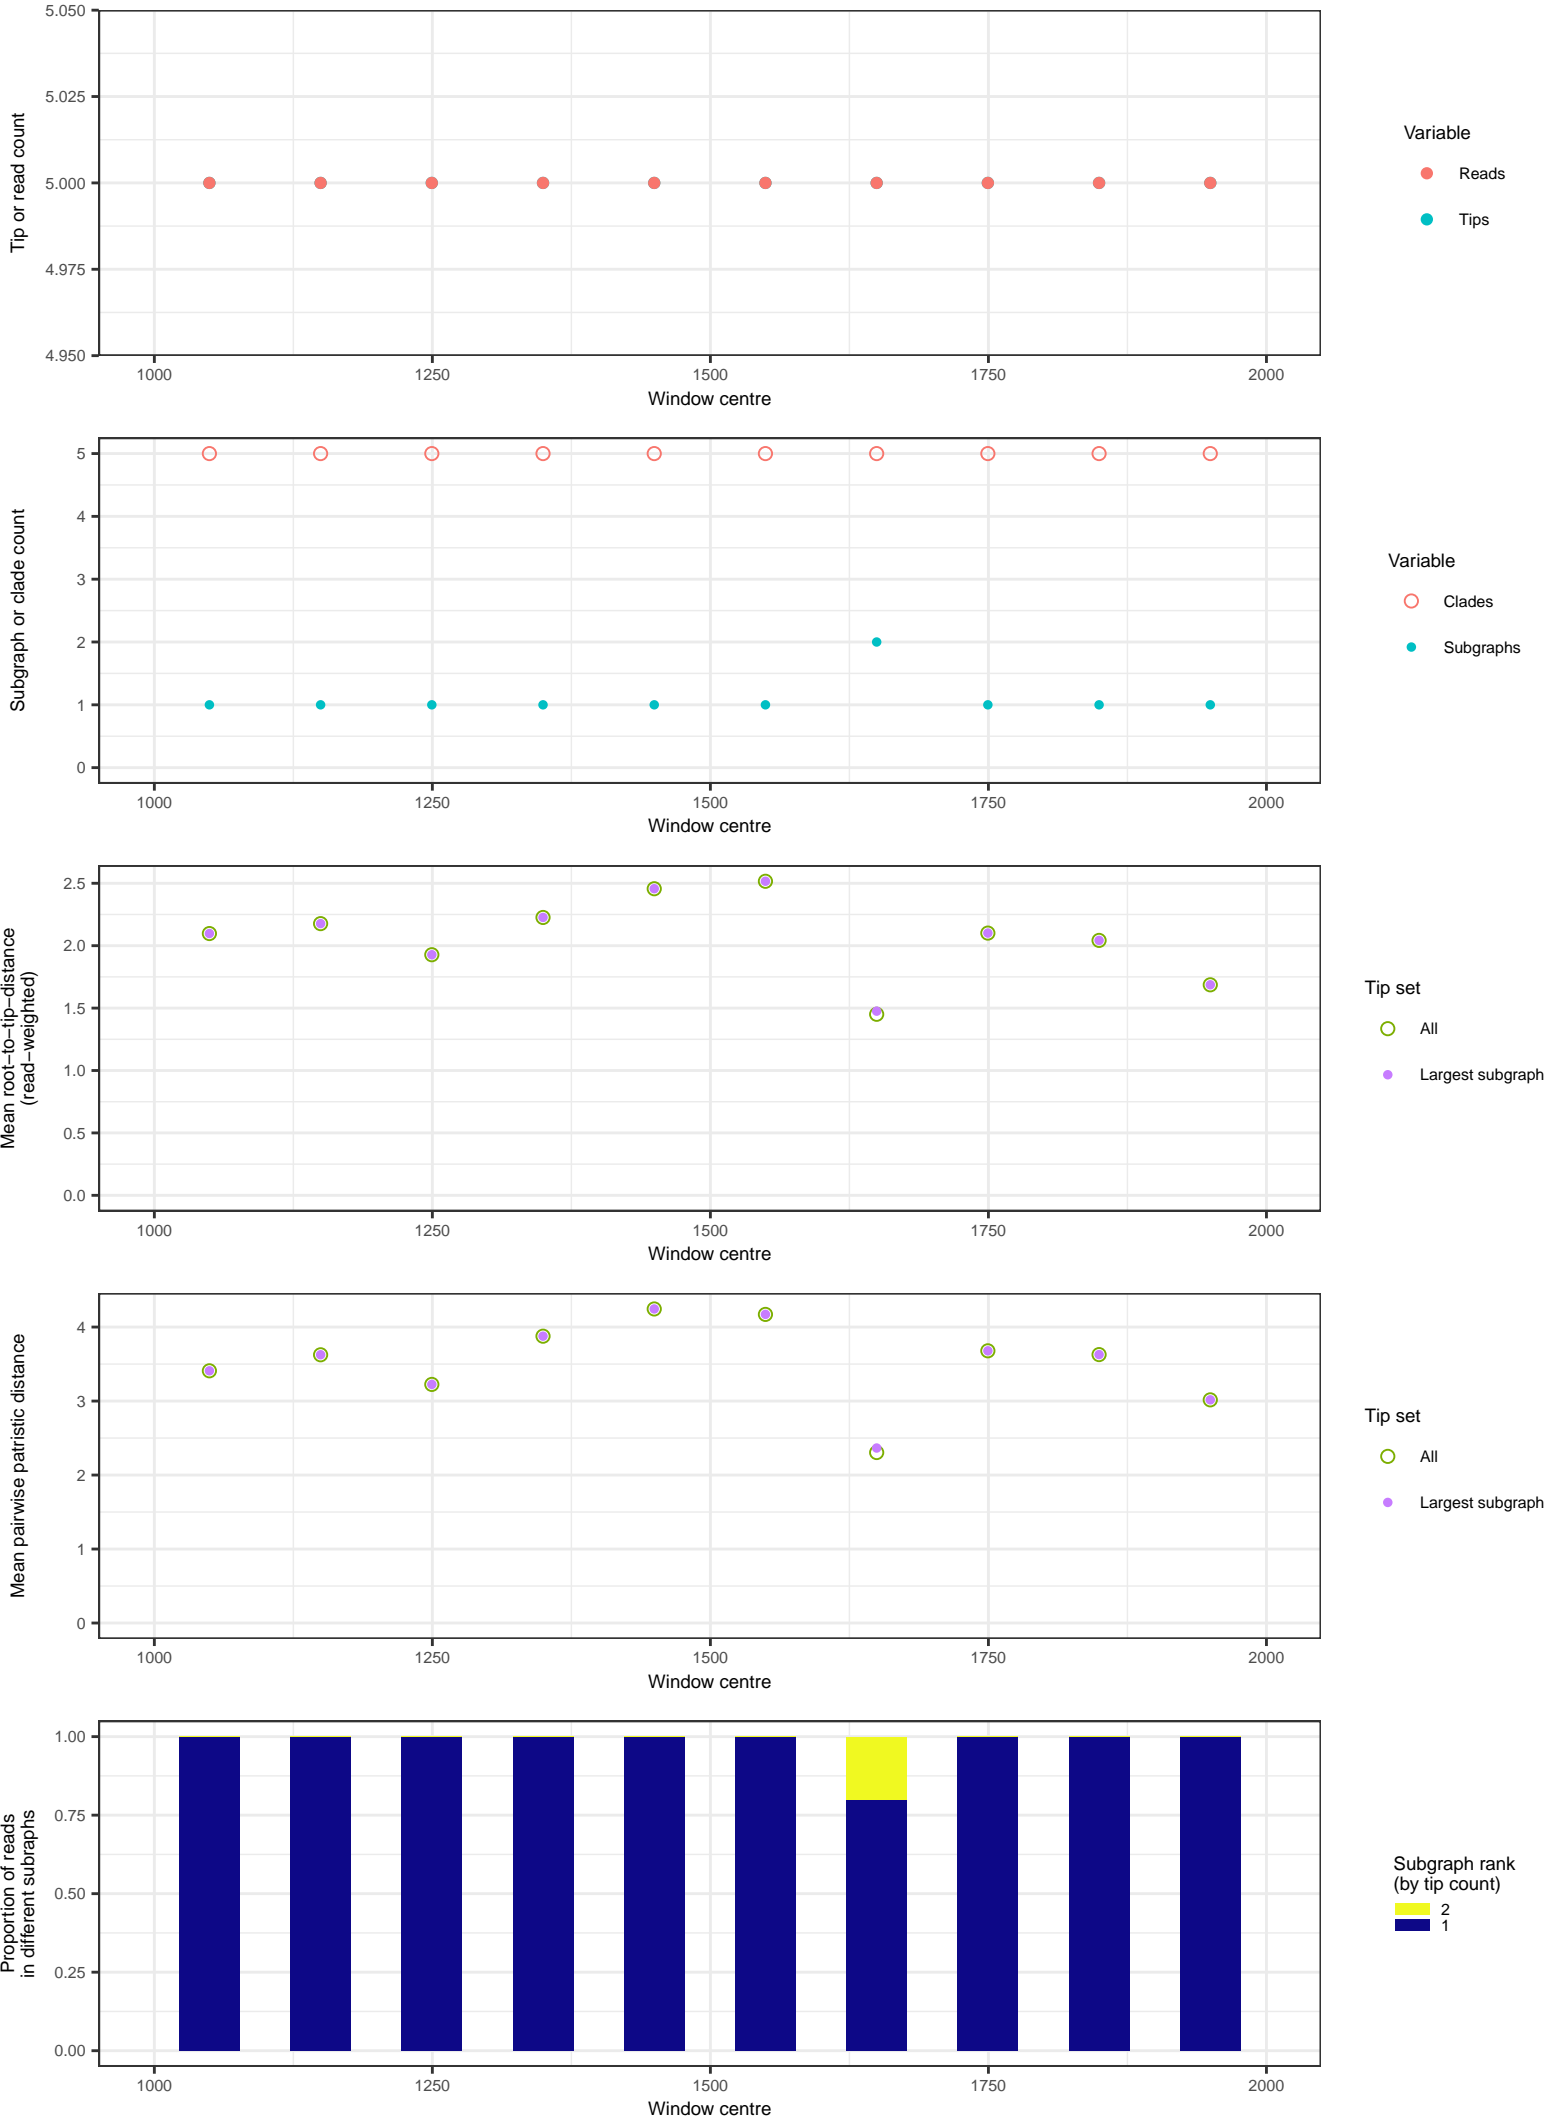 5.050
5.025
5.000
4.975
4.950
Tip or read count
1000
1250
1500
1750
2000
Window centre
Variable
Reads
Tips
5
4
3
2
1
0
Subgraph or clade count
1000
1250
1500
1750
2000
Window centre
Variable
Clades
Subgraphs
2.5
2.0
1.5
1.0
0.5
0.0
Mean root−to−tip−distance
(read−weighted)
1000
1250
1500
1750
2000
Window centre
Tip set
All
Largest subgraph
4
3
2
1
0
Mean pairwise patristic distance
1000
1250
1500
1750
2000
Window centre
Tip set
All
Largest subgraph
1.00
0.75
0.50
0.25
0.00
Proportion of reads
in different subraphs
1000
1250
1500
1750
2000
Window centre
Subgraph rank
(by tip count)
2
1